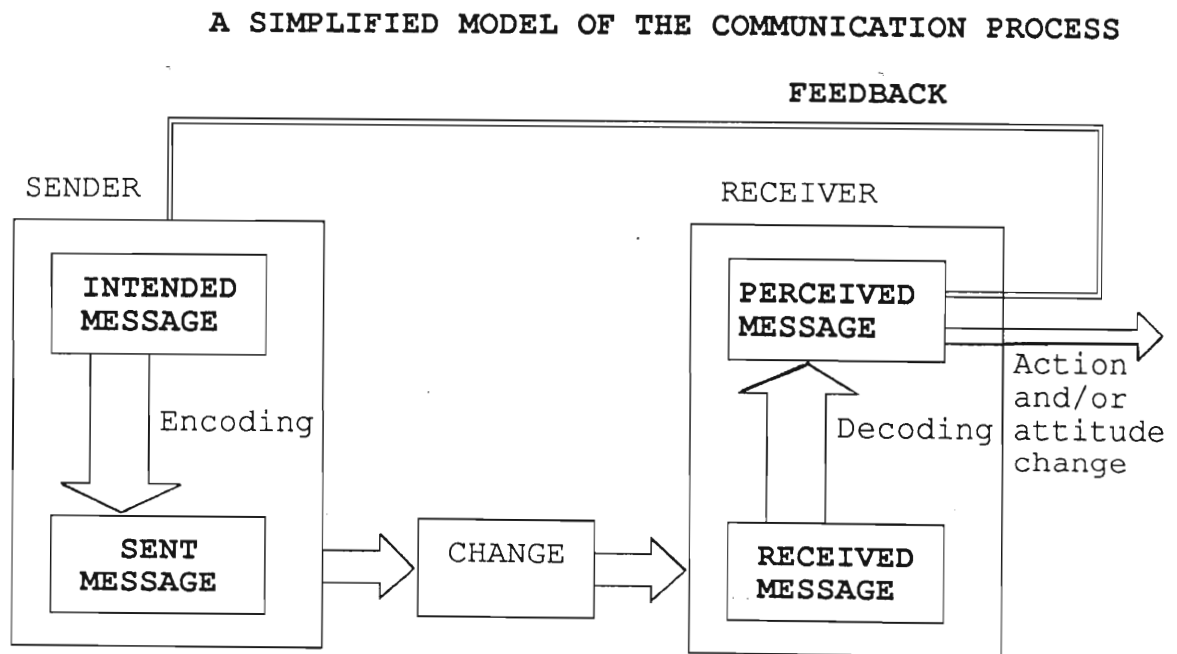 A SIMPLIFIED MODEL OF THE COMMUNICATION PROCESS
FEEDBACK
SENDER
INTENDED
MESSAGE
Encoding
SENT
MESSAGE
CHANGE
RECEIVER
PERCEIVED
MESSAGE
Decoding
RECEIVED
MESSAGE
Action
and/or
attitude
change